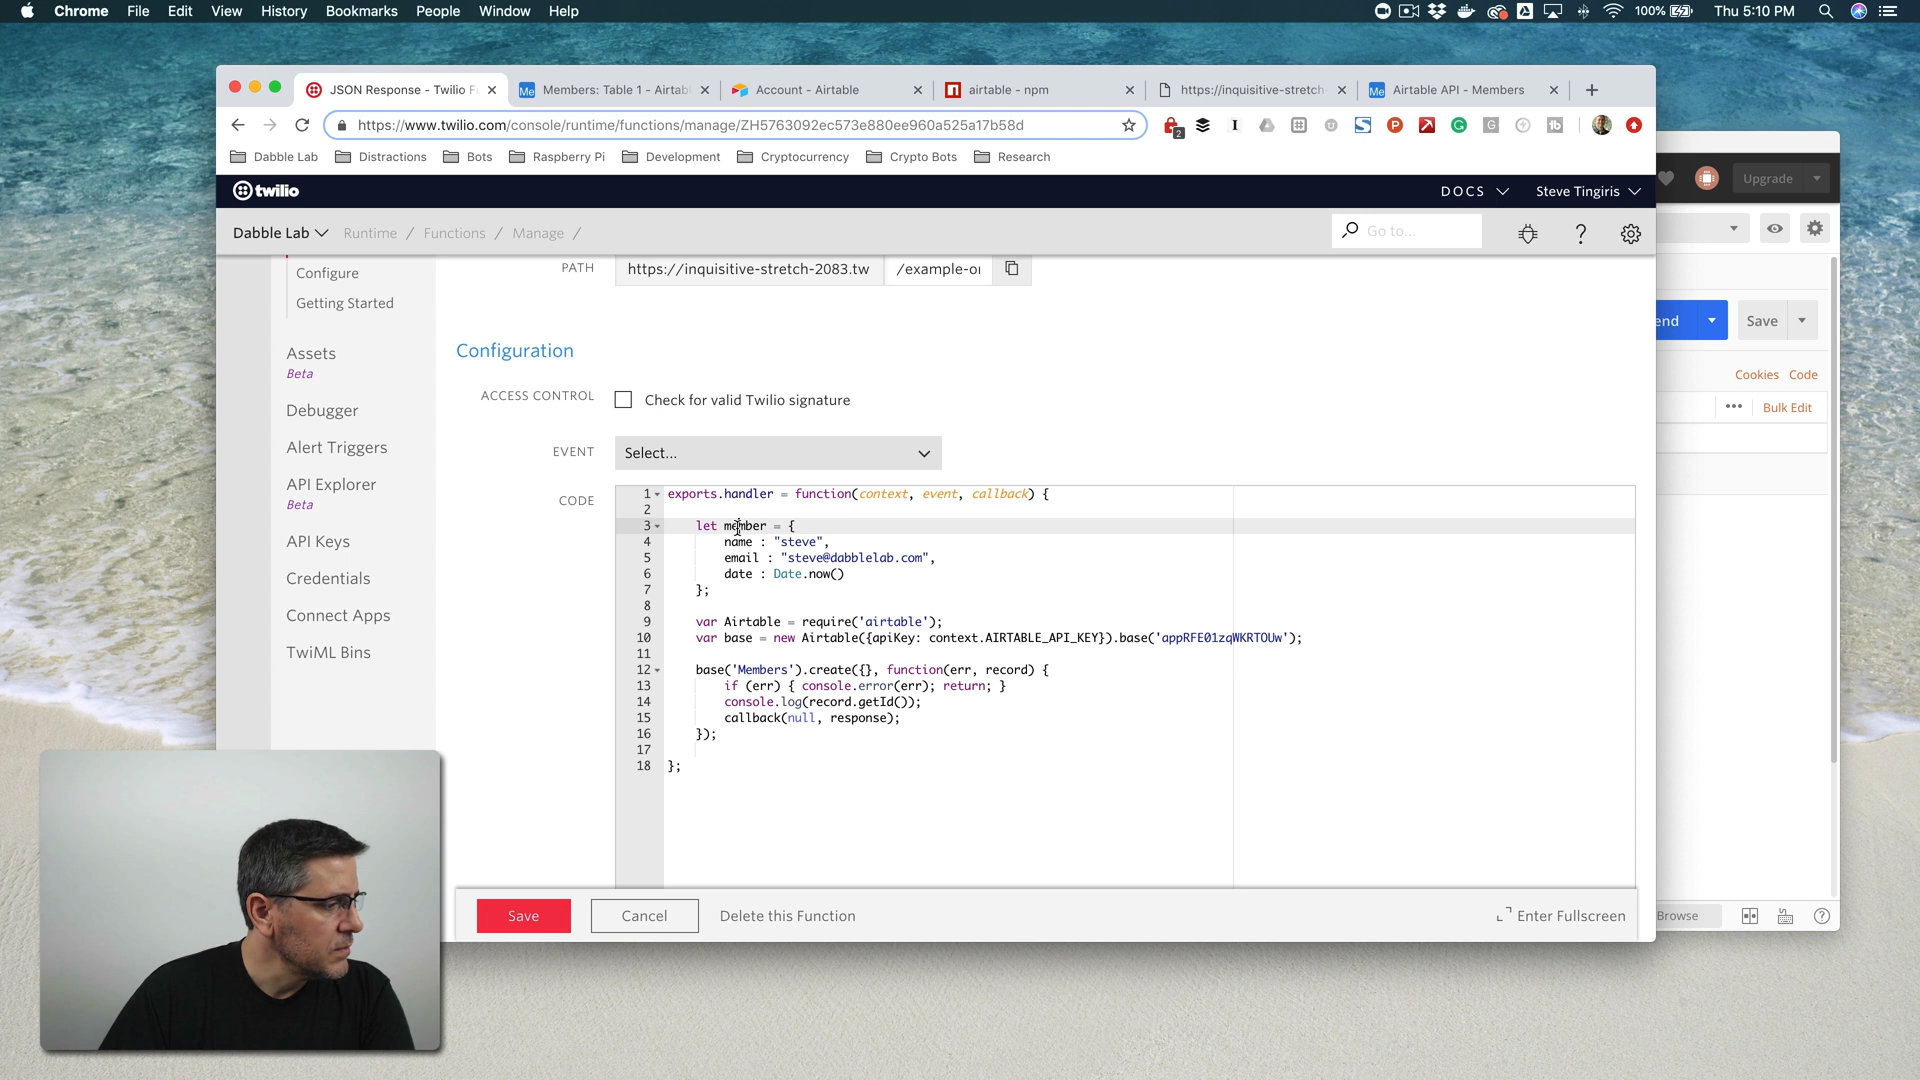 Chrome File Edit View History Bookmarks People Window Help
100% Thu 5:10 PM
JSON Response - Twilio F
Members: Table 1 - Airtab
Account - Airtable
airtable - npm
https://inquisitive-stretch-
Airtable API - Members
https://www.twilio.com/console/runtime/functions/manage/ZH5763092ec573e880ee960a525a17b58d
2
Dabble Lab Distractions Bots Raspberry Pi Development Cryptocurrency Crypto Bots Research
twilio
DOCS Steve Tingiris
Upgrade
Dabble Lab Runtime / Functions / Manage /
Go to...
Configure
Getting Started
Assets
Beta
Debugger
Alert Triggers
API Explorer
Beta
API Keys
Credentials
Connect Apps
TwiML Bins
PATH https://inquisitive-stretch-2083.tw /example-
Configuration
ACCESS CONTROL Check for valid Twilio signature
EVENT Select...
CODE
1 exports.handler = function(context, event, callback) {
2
3 let member = {
4 name : "steve",
5 email : "steve@dabblelab.com",
6 date : Date.now()
7 };
8
9 var Airtable = require('airtable');
10 var base = new Airtable({apiKey: context.AIRTABLE_API_KEY}).base('appRFE01zqWKRTOUw');
11
12 base('Members').create({}, function(err, record) {
13 if (err) { console.error(err); return; }
14 console.log(record.getId());
15 callback(null, response);
16 });
17
18 };
Save Cancel Delete this Function Enter Fullscreen
end Save
Cookies Code
Bulk Edit
Browse